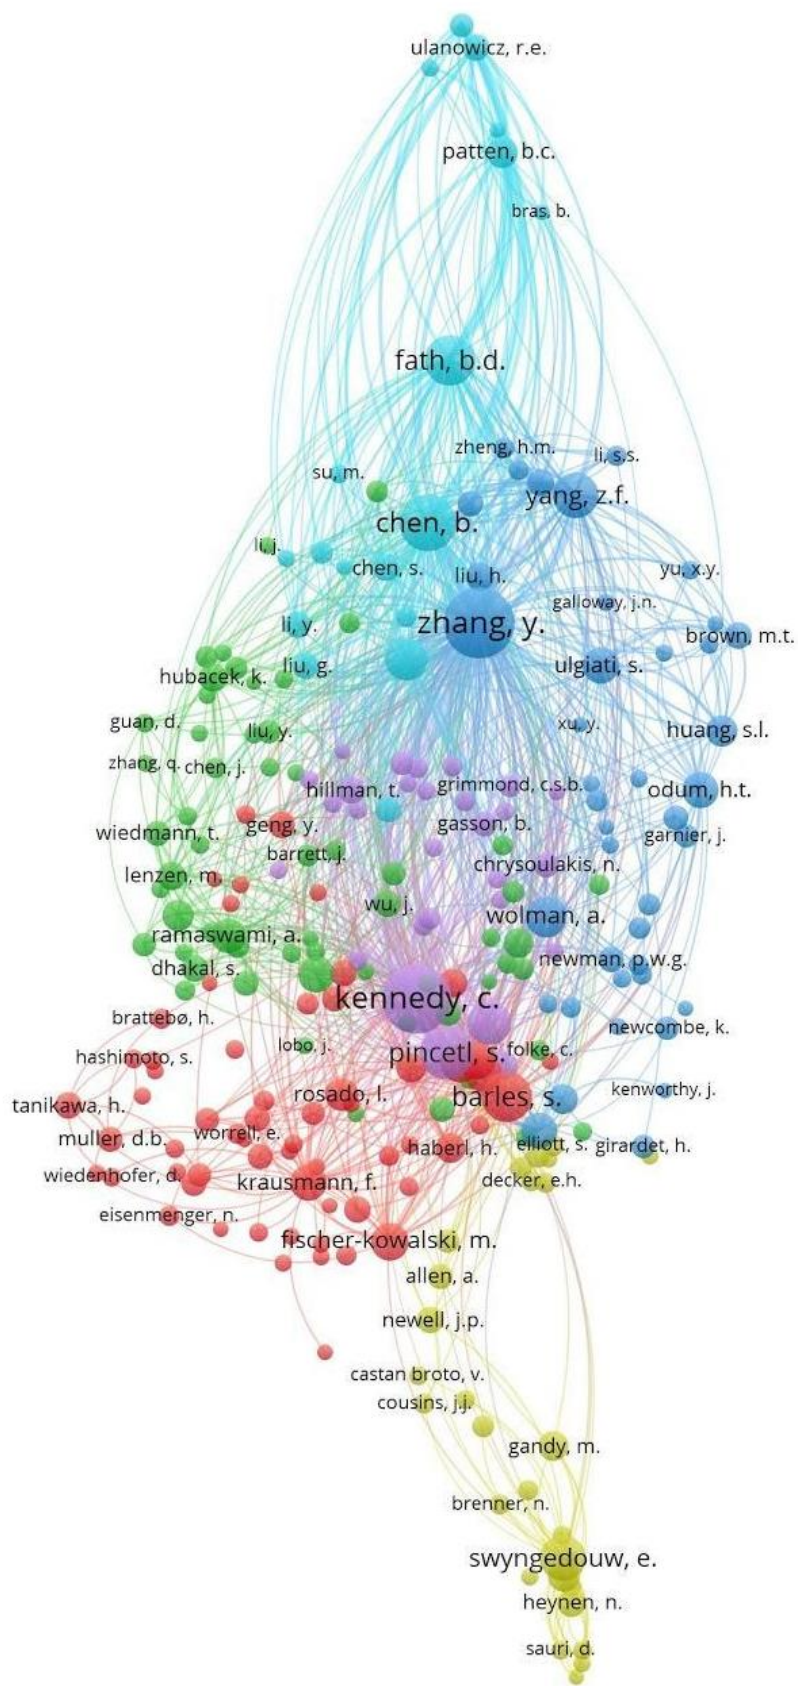 ulanowicz, r.e.
patten, b.c.
bras, b.
fath, b.d.
zheng, h.m.
li, s.s.
su, m.
yang, z.f.
chen, b.
li, j.
chen, s.
liu, h.
yu, x.y.
galloway, j.n.
li, y.
zhang, y.
brown, m.t.
liu, g.
ulgiati, s.
hubacek, k.
guan, d.
liu, y.
xu, y.
huang, s.l.
zhang, q.
chen, j.
hillman, t.
grimmond, c.s.b.
odum, h.t.
wiedmann, t.
geng, y.
gasson, b.
garnier, j.
barrett, j.
lenzen, m.
chrysoulakis, n.
wu, j.
wolman, a.
ramaswami, a.
dhakal, s.
newman, p.w.g.
kennedy, c.
brattebø, h.
newcombe, k.
hashimoto, s.
lobo, j.
pincetl, s.
folke, c.
tanikawa, h.
rosado, l.
barles, s.
kenworthy, j.
muller, d.b.
worrell, e.
haberl, h.
elliott, s.
girardet, h.
wiedenhofer, d.
krausmann, f.
decker, e.h.
eisenmenger, n.
fischer-kowalski, m.
allen, a.
newell, j.p.
castan broto, v.
cousins, j.j.
gandy, m.
brenner, n.
swyngedouw, e.
heynen, n.
sauri, d.